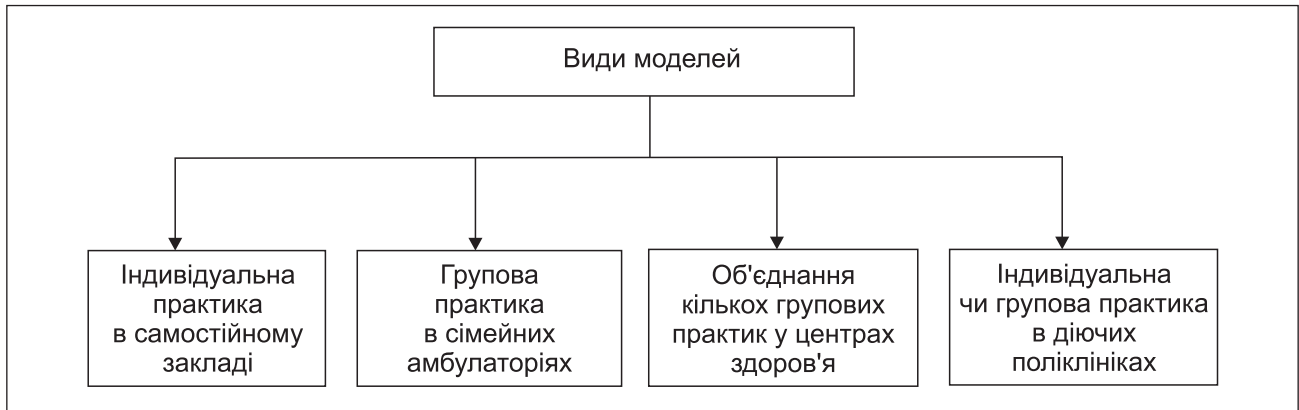 Види моделей
Індивідуальна
практика
в самостійному
закладі
Групова
практика
в сімейних
амбулаторіях
Об'єднання
кількох групових
практик у центрах
здоров'я
Індивідуальна
чи групова практика
в діючих
поліклініках